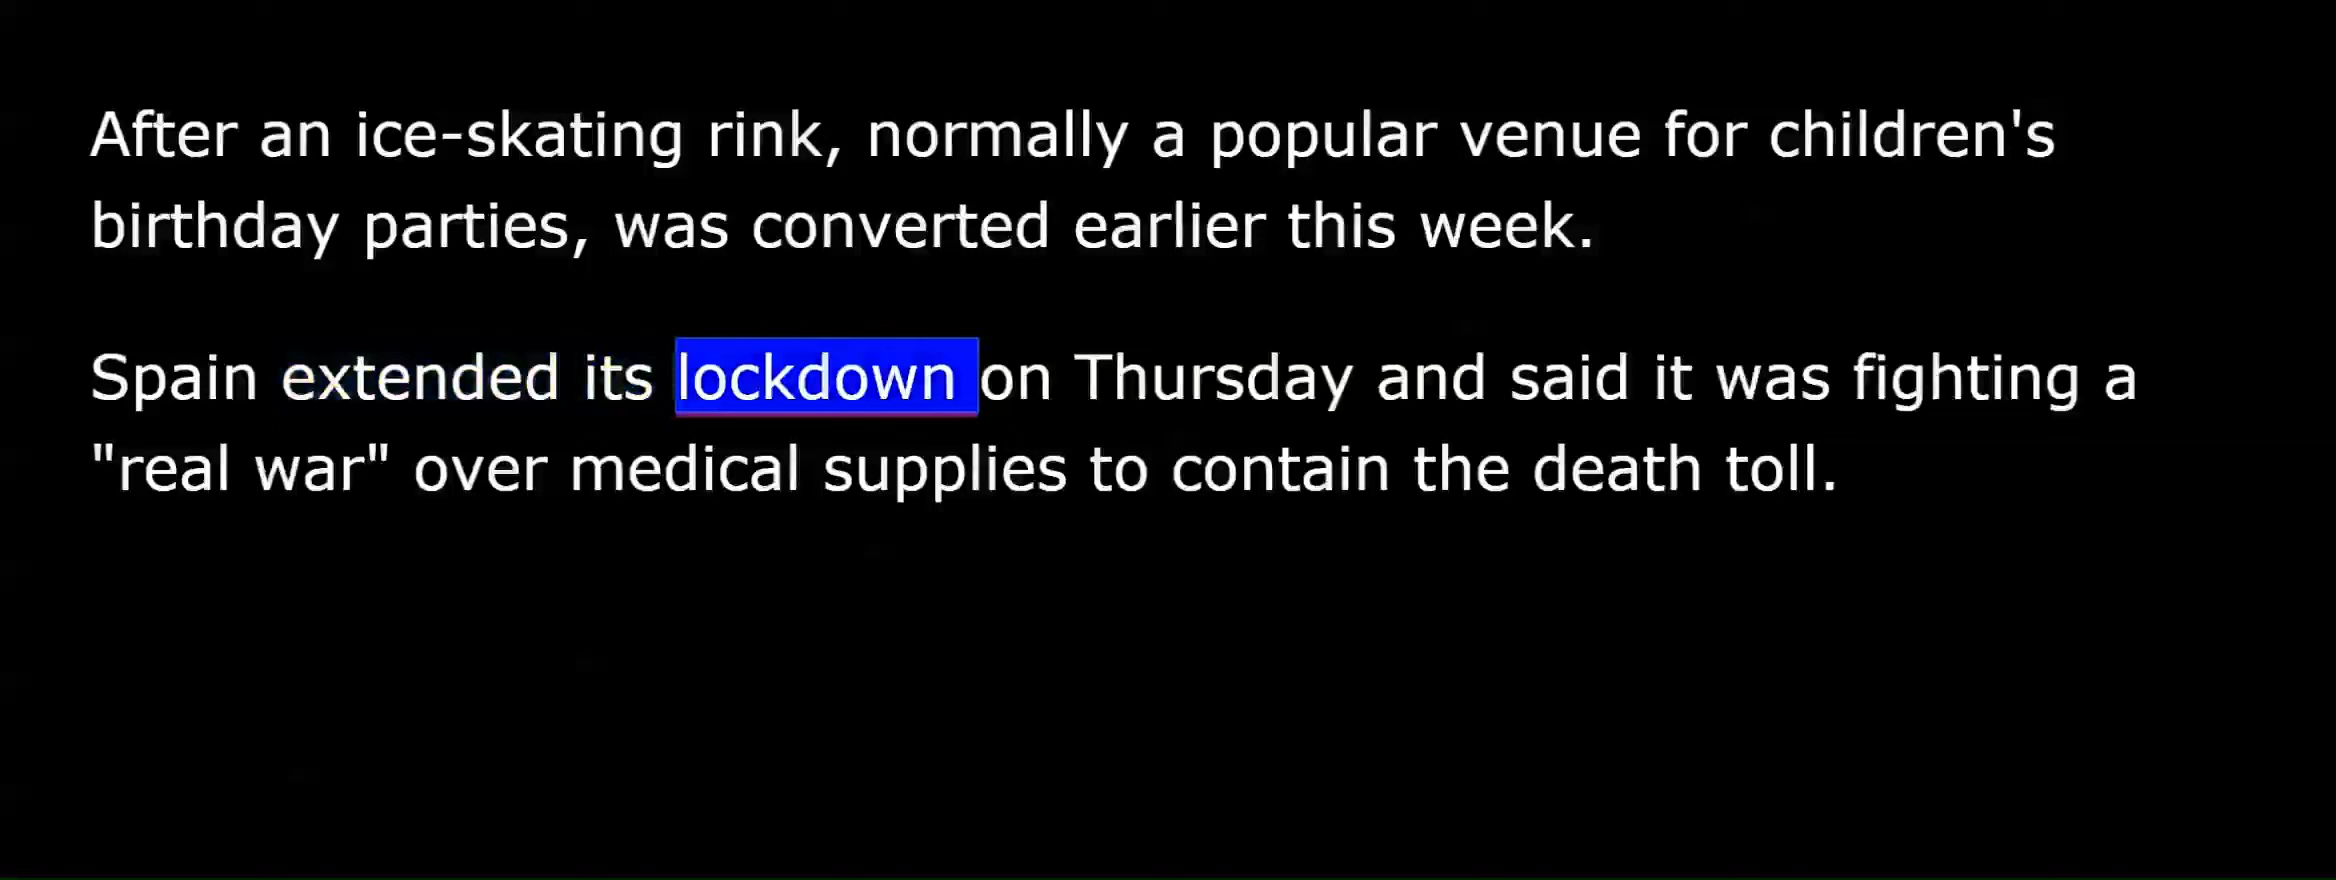 After an ice-skating rink, normally a popular venue for children's
birthday parties, was converted earlier this week.
Spain extended its lockdown on Thursday and said it was fighting a
"real war" over medical supplies to contain the death toll.